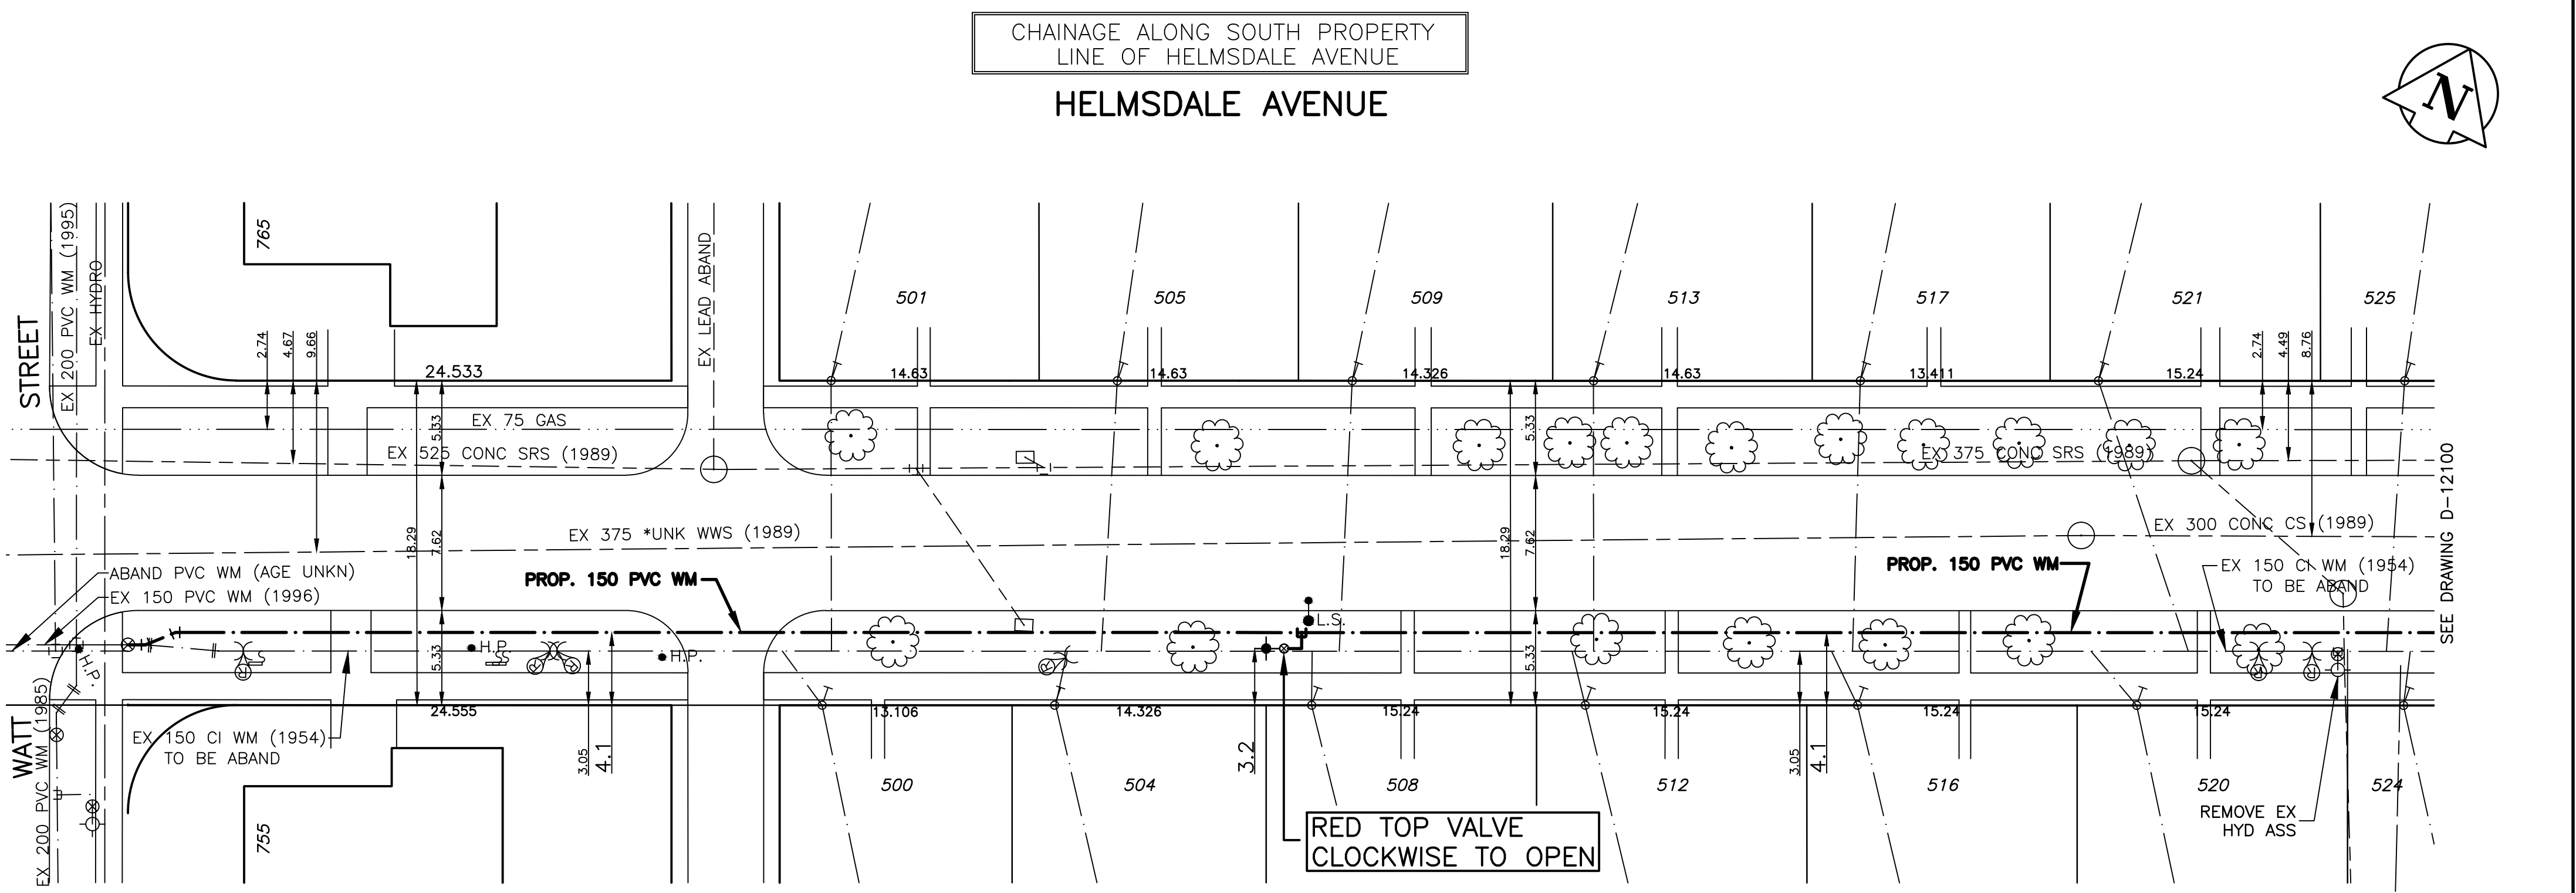 CHAINAGE ALONG SOUTH PROPERTY
LINE OF HELMSDALE AVENUE
HELMSDALE AVENUE
N
STREET
EX 200 PVC WM (1995)
EX HYDRO
765
EX LEAD ABAND
501
505
509
513
517
521
525
2.74
4.67
9.66
2.74
4.49
8.76
24.533
14.63
14.63
14.326
14.63
13.411
15.24
EX 75 GAS
5.33
5.33
EX 525 CONC SRS (1989)
EX 375 CONC SRS (1989)
SEE DRAWING D-12100
EX 375 *UNK WWS (1989)
EX 300 CONC CS (1989)
18.29
7.62
18.29
7.62
ABAND PVC WM (AGE UNKN)
EX 150 PVC WM (1996)
PROP. 150 PVC WM
PROP. 150 PVC WM
EX 150 CI WM (1954)
TO BE ABAND
L.S.
H.P.
H.P.
H.P.
5.33
5.33
WATT
EX 200 PVC WM (1985)
24.555
13.106
14.326
15.24
15.24
15.24
15.24
EX 150 CI WM (1954)
TO BE ABAND
3.05
4.1
3.2
3.05
4.1
755
500
504
508
512
516
520
524
REMOVE EX
HYD ASS
RED TOP VALVE
CLOCKWISE TO OPEN